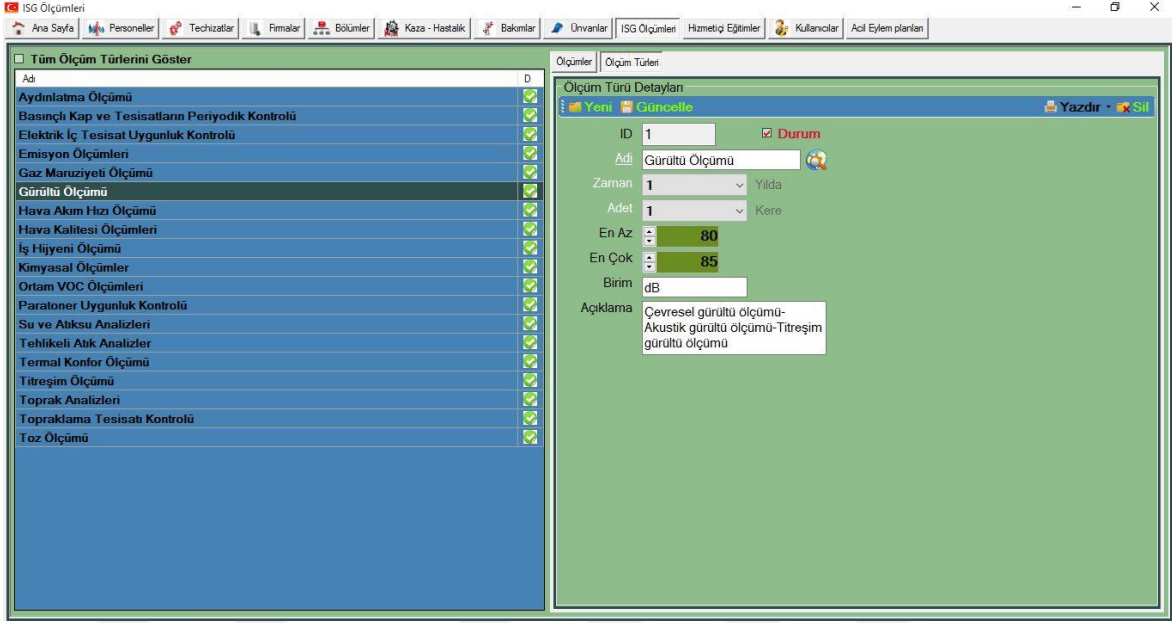 ISG Ölçümleri
Ana Sayfa Personeller Techizatlar Firmalar Bölümler Kaza - Hastalık Bakımlar Ünvanlar ISG Ölçümleri Hizmetiçi Eğitimler Kullanıcılar Acil Eylem planları
Tüm Ölçüm Türlerini Göster
Adı D
Aydınlatma Ölçümü
Basınçlı Kap ve Tesisatların Periyodik Kontrolü
Elektrik İç Tesisat Uygunluk Kontrolü
Emisyon Ölçümleri
Gaz Maruziyeti Ölçümü
Gürültü Ölçümü
Hava Akım Hızı Ölçümü
Hava Kalitesi Ölçümleri
İş Hijyeni Ölçümü
Kimyasal Ölçümler
Ortam VOC Ölçümleri
Paratoner Uygunluk Kontrolü
Su ve Atıksu Analizleri
Tehlikeli Atık Analizler
Termal Konfor Ölçümü
Titreşim Ölçümü
Toprak Analizleri
Topraklama Tesisatı Kontrolü
Toz Ölçümü
Ölçümler Ölçüm Türleri
Ölçüm Türü Detayları
Yeni Güncelle Yazdır Sil
ID 1 Durum
Adi Gürültü Ölçümü
Zaman 1 Yılda
Adet 1 Kere
En Az 80
En Çok 85
Birim dB
Açıklama Çevresel gürültü ölçümü-
Akustik gürültü ölçümü-Titreşim
gürültü ölçümü